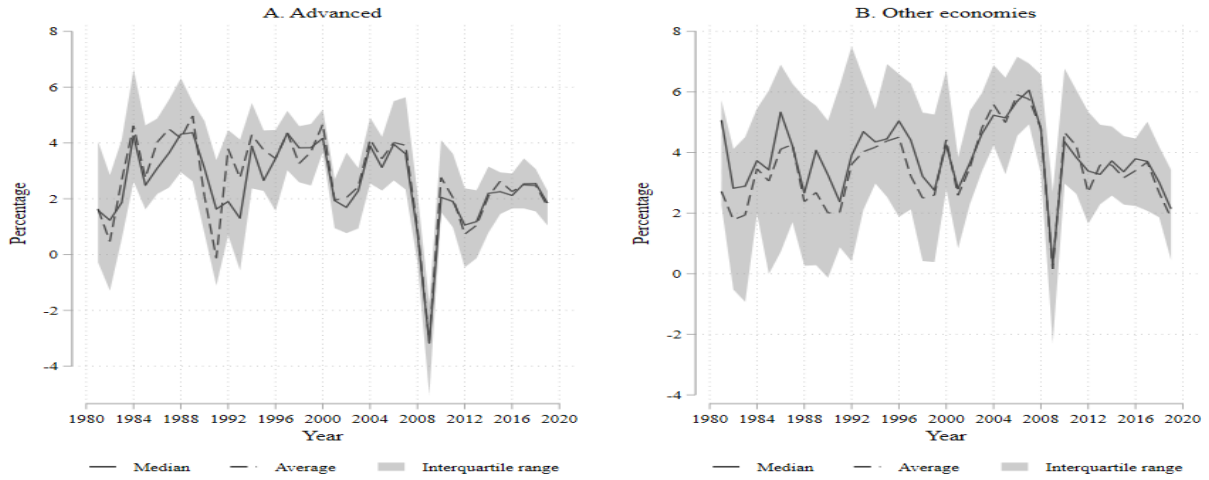 A. Advanced
8
6
4
2
0
-2
-4
Percentage
1980 1984 1988 1992 1996 2000 2004 2008 2012 2016 2020
Year
Median Average Interquartile range
B. Other economies
8
6
4
2
0
-2
-4
Percentage
1980 1984 1988 1992 1996 2000 2004 2008 2012 2016 2020
Year
Median Average Interquartile range